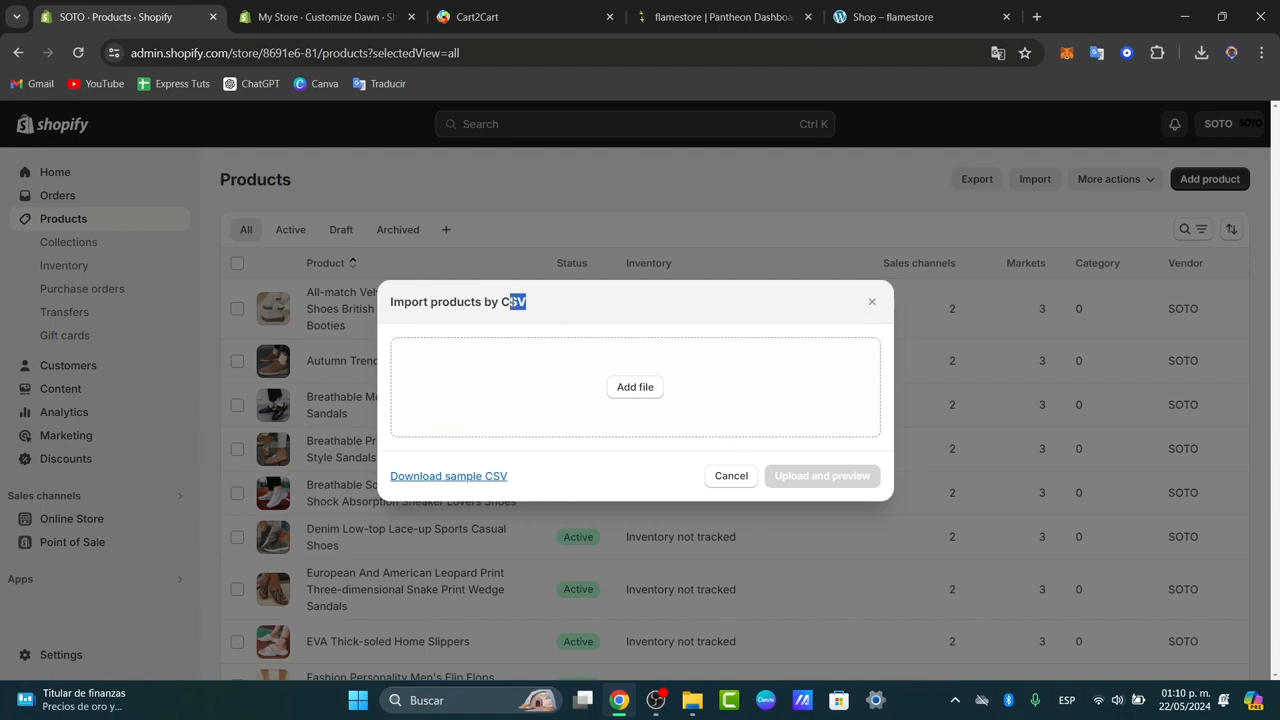 SOTO · Products · Shopify
My Store · Customize Dawn · Sh
Cart2Cart
flamestore | Pantheon Dashboa
Shop – flamestore
admin.shopify.com/store/8691e6-81/products?selectedView=all
Gmail
YouTube
Express Tuts
ChatGPT
Canva
Traducir
shopify
Search
Ctrl K
SOTO
SOTO
Home
Orders
Products
Collections
Inventory
Purchase orders
Transfers
Gift cards
Customers
Content
Analytics
Marketing
Discounts
Sales channels
Online Store
Point of Sale
Apps
Settings
Products
Export
Import
More actions
Add product
All
Active
Draft
Archived
Product
Status
Inventory
Sales channels
Markets
Category
Vendor
All-match Vel
Shoes British
Booties
2
3
0
SOTO
Autumn Trend
2
3
0
SOTO
Breathable Me
Sandals
2
3
0
SOTO
Breathable Pr
Style Sandals
2
3
0
SOTO
Breathable So
Shock Absorption Sneaker Lovers Shoes
2
3
0
SOTO
Denim Low-top Lace-up Sports Casual
Shoes
Active
Inventory not tracked
2
3
0
SOTO
European And American Leopard Print
Three-dimensional Snake Print Wedge
Sandals
Active
Inventory not tracked
2
3
0
SOTO
EVA Thick-soled Home Slippers
Active
Inventory not tracked
2
3
0
SOTO
Fashion Personality Men's Flip Flops
Import products by CSV
Add file
Download sample CSV
Cancel
Upload and preview
Titular de finanzas
Precios de oro y...
Buscar
ESP
01:10 p. m.
22/05/2024
PRE